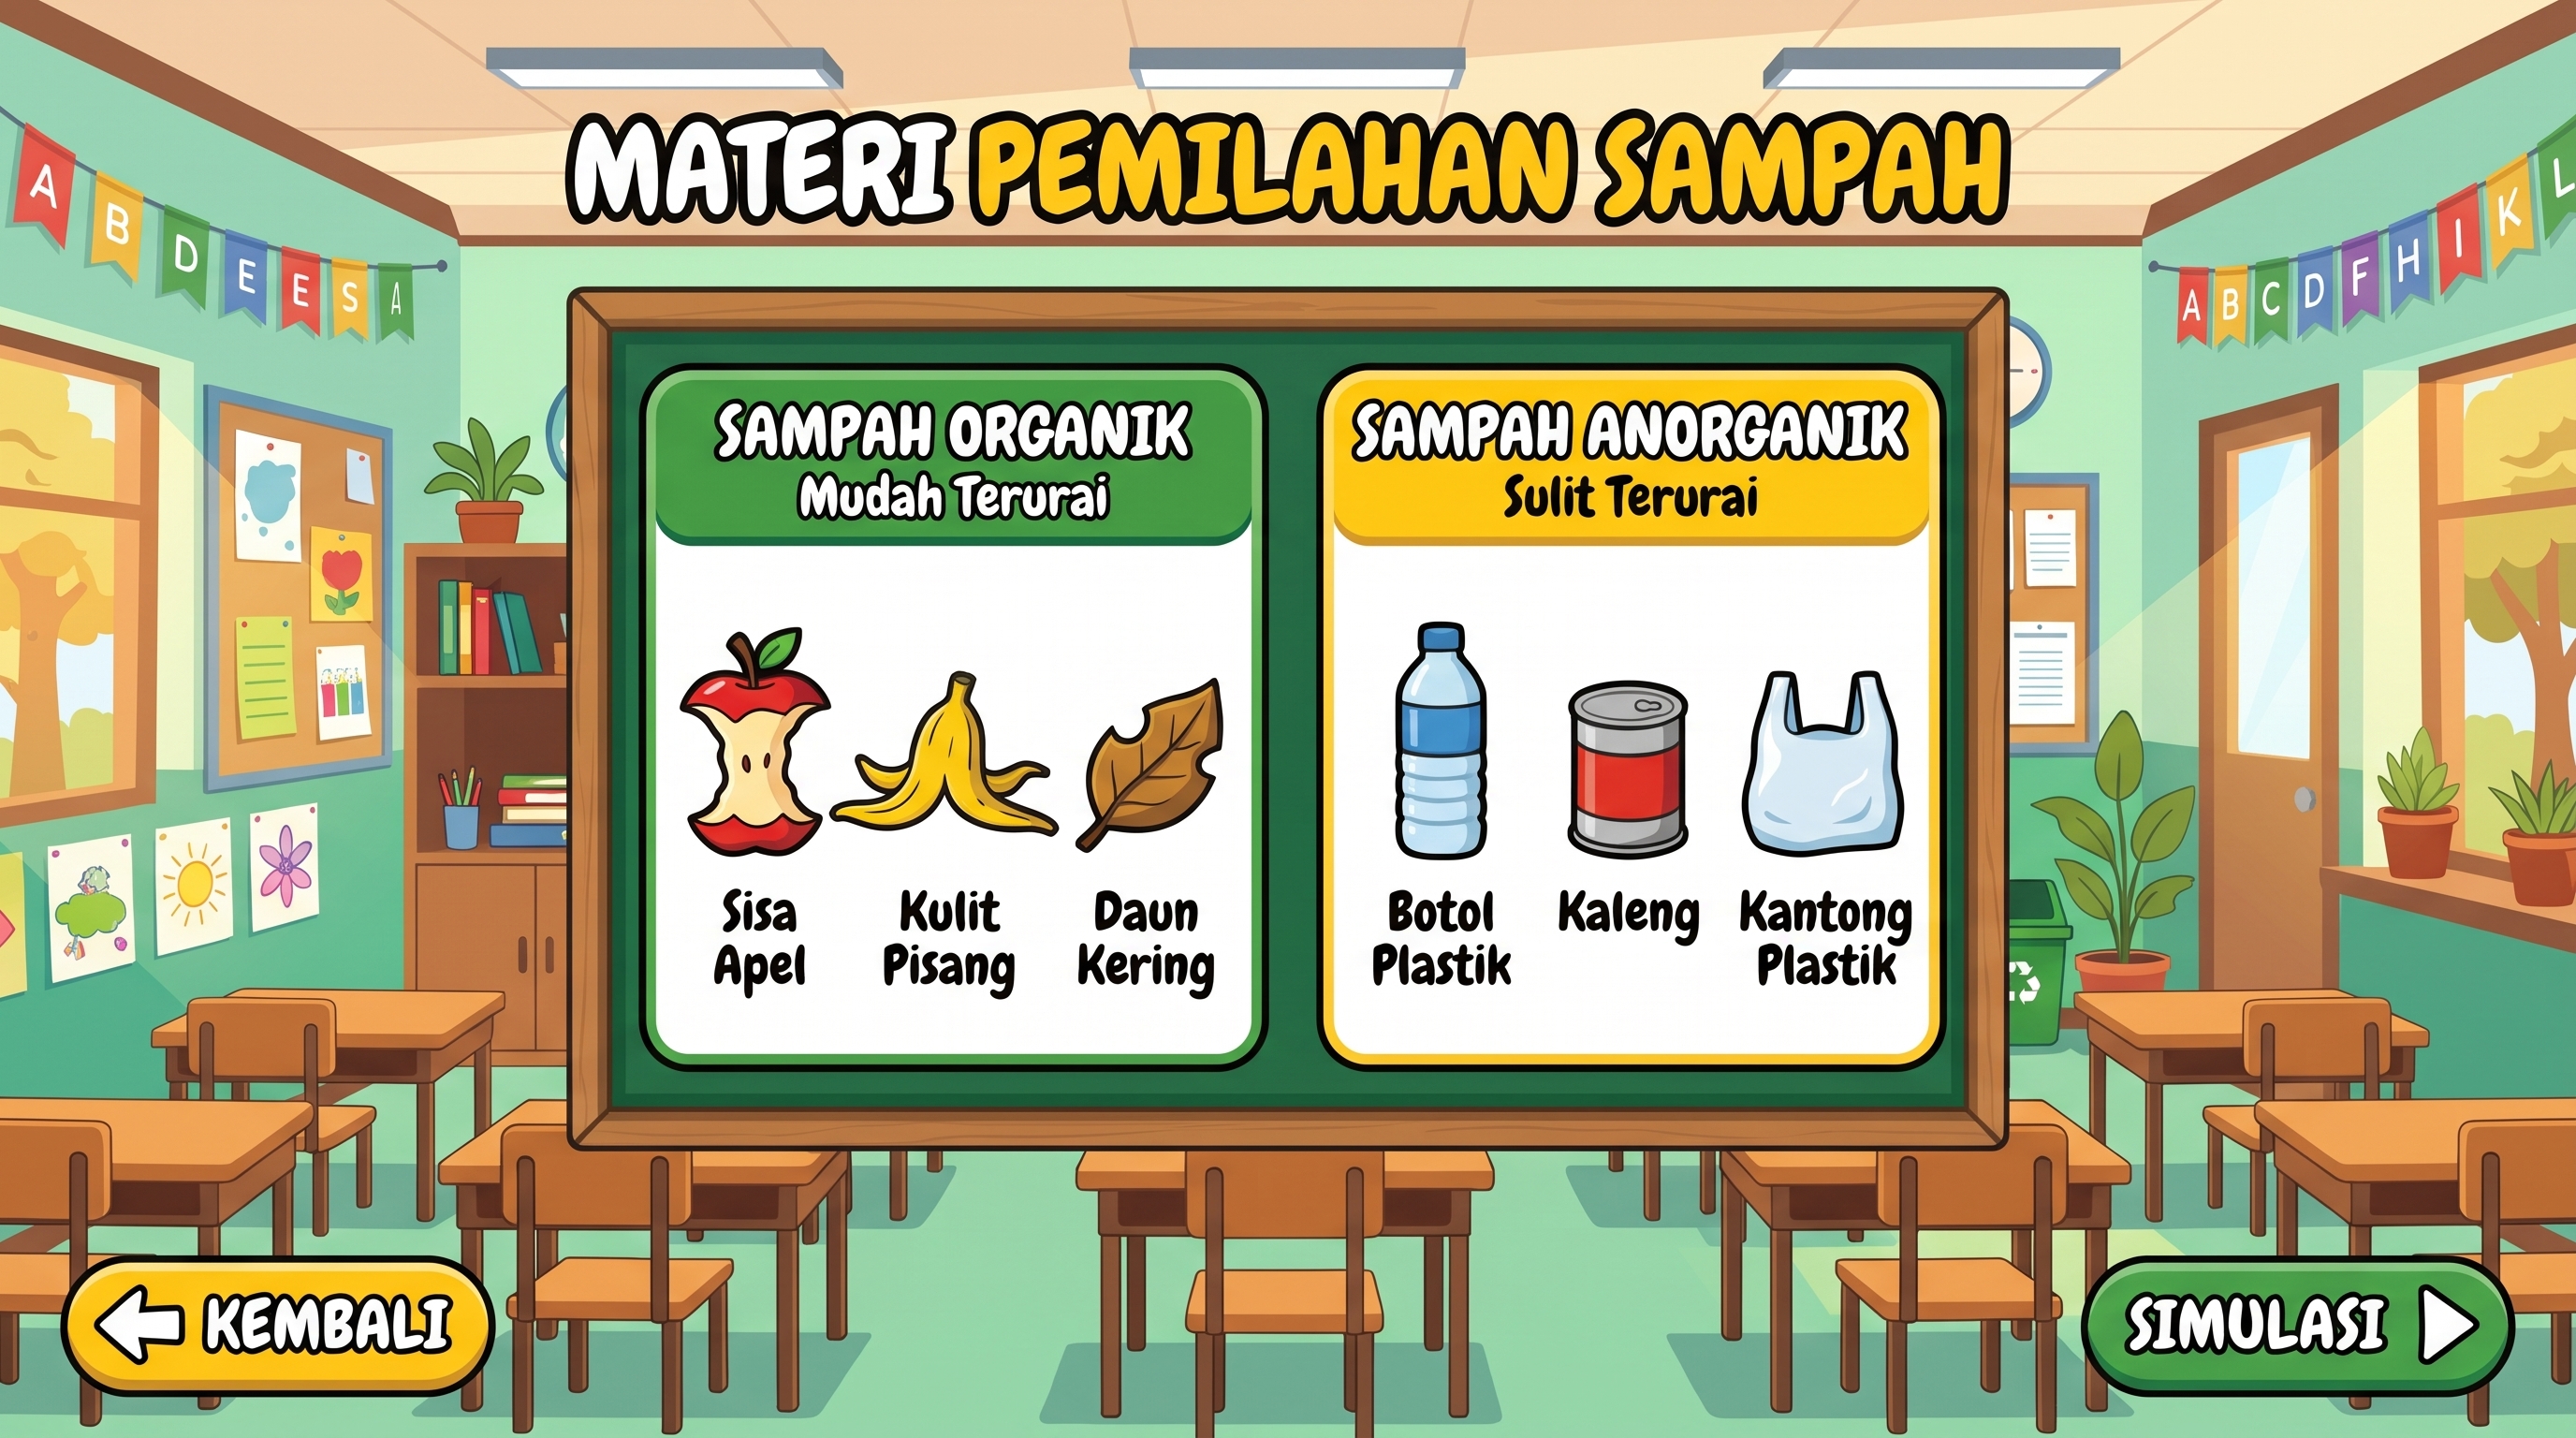 MATERI PEMILAHAN SAMPAH
A B D E E S A
A B C D F H I K L
SAMPAH ORGANIK
Mudah Terurai
Sisa Apel
Kulit Pisang
Daun Kering
SAMPAH ANORGANIK
Sulit Terurai
Botol Plastik
Kaleng
Kantong Plastik
KEMBALI
SIMULASI